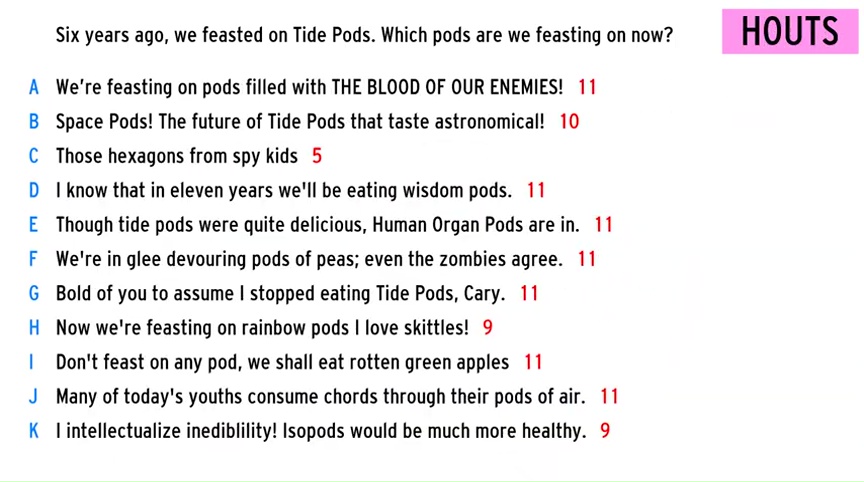 Six years ago, we feasted on Tide Pods. Which pods are we feasting on now?
HOUTS
A We're feasting on pods filled with THE BLOOD OF OUR ENEMIES! 11
B Space Pods! The future of Tide Pods that taste astronomical! 10
C Those hexagons from spy kids 5
D I know that in eleven years we'll be eating wisdom pods. 11
E Though tide pods were quite delicious, Human Organ Pods are in. 11
F We're in glee devouring pods of peas; even the zombies agree. 11
G Bold of you to assume I stopped eating Tide Pods, Cary. 11
H Now we're feasting on rainbow pods I love skittles! 9
I Don't feast on any pod, we shall eat rotten green apples 11
J Many of today's youths consume chords through their pods of air. 11
K I intellectualize inediblility! Isopods would be much more healthy. 9